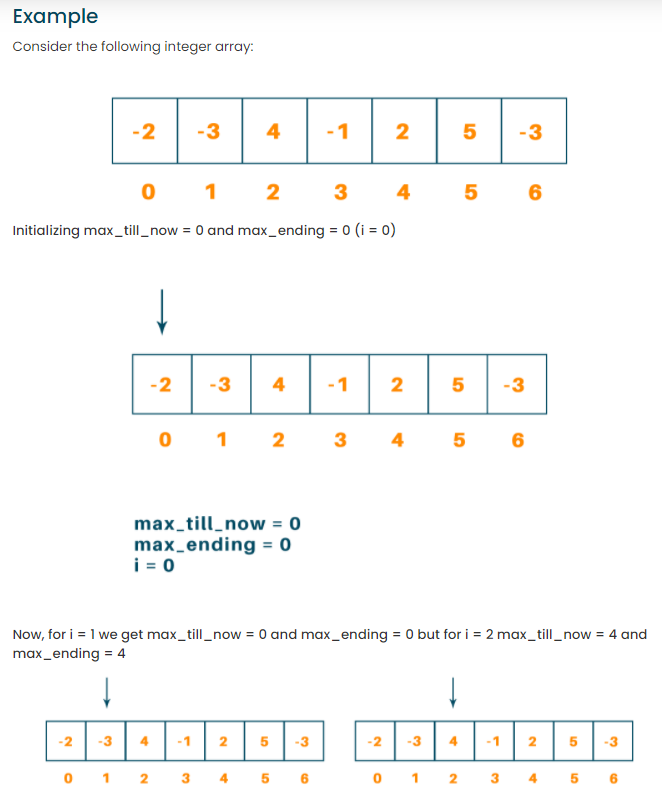 Example
Consider the following integer array:
-2 -3 4 -1 2 5 -3
0 1 2 3 4 5 6
Initializing max_till_now = 0 and max_ending = 0 (i = 0)
-2 -3 4 -1 2 5 -3
0 1 2 3 4 5 6
max_till_now = 0
max_ending = 0
i = 0
Now, for i = 1 we get max_till_now = 0 and max_ending = 0 but for i = 2 max_till_now = 4 and
max_ending = 4
-2 -3 4 -1 2 5 -3
0 1 2 3 4 5 6
-2 -3 4 -1 2 5 -3
0 1 2 3 4 5 6